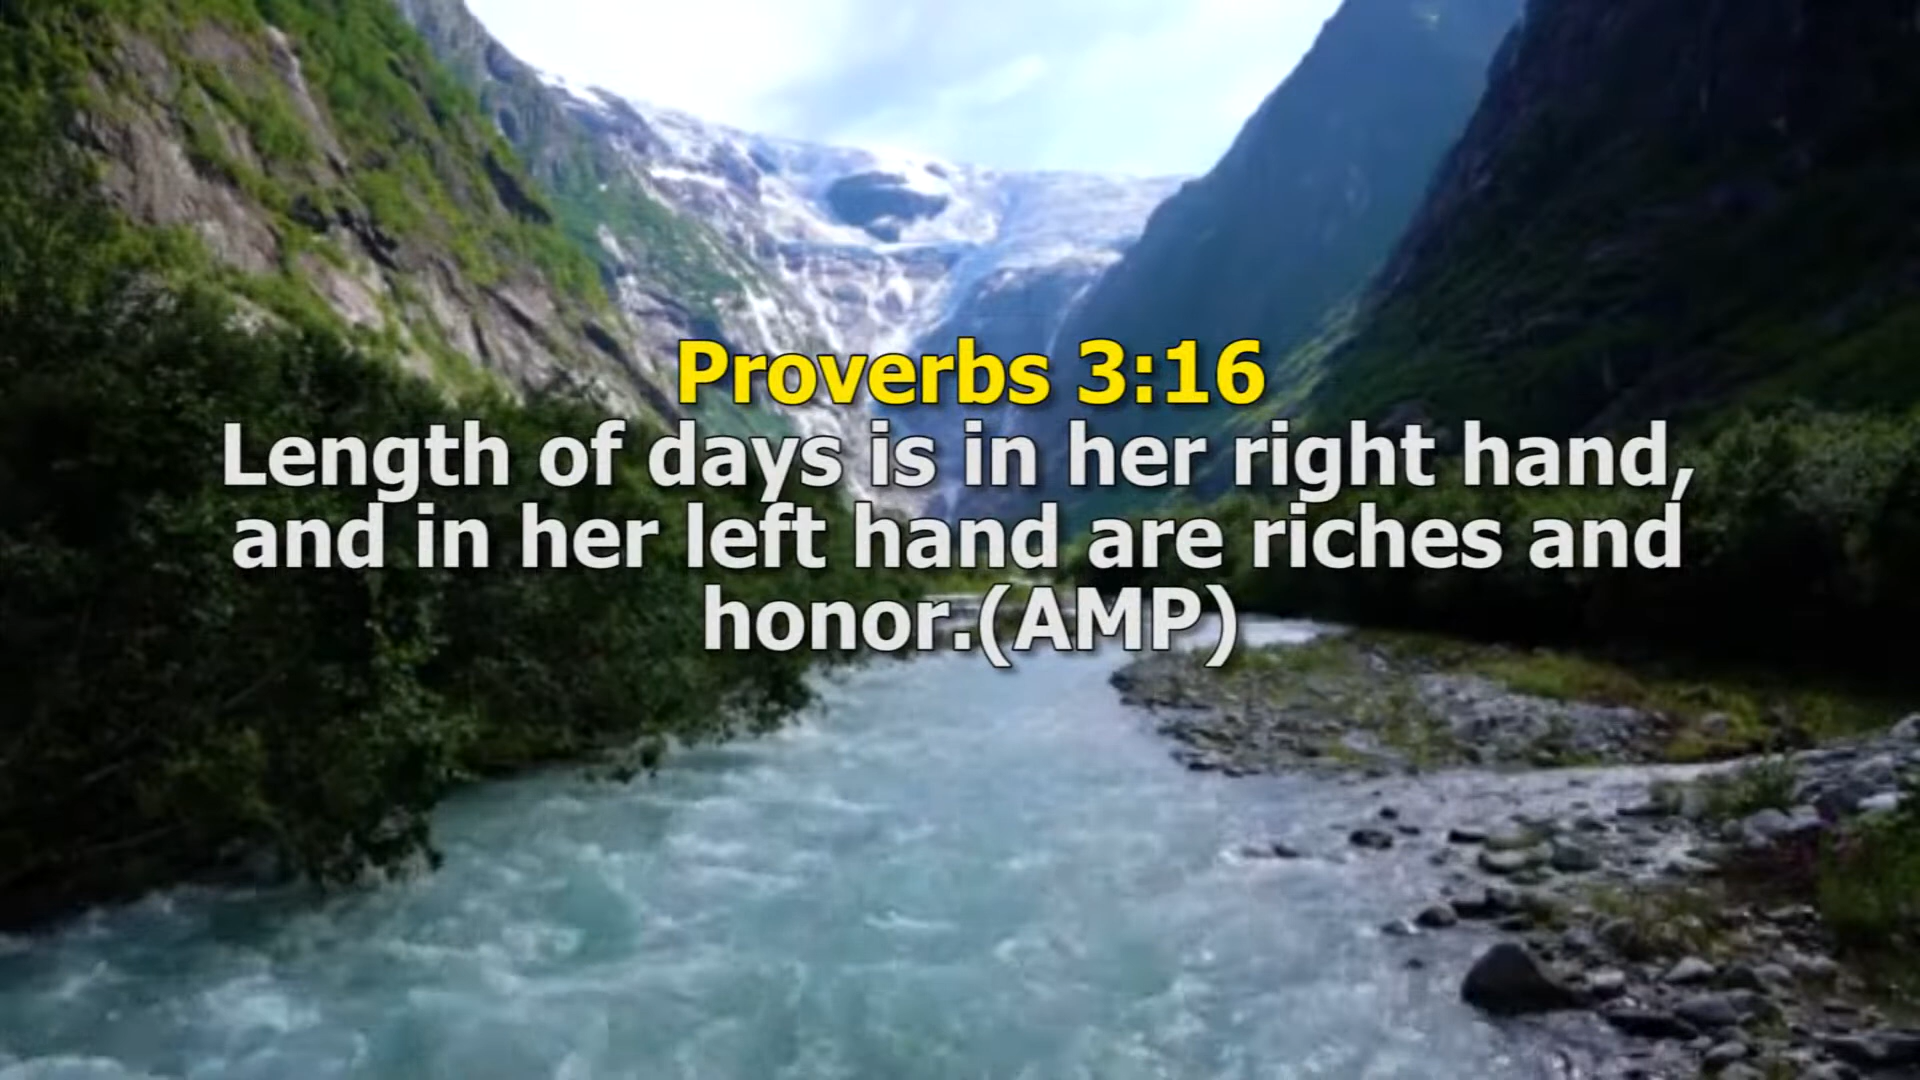 Proverbs 3:16
Length of days is in her right hand,
and in her left hand are riches and
honor.(AMP)